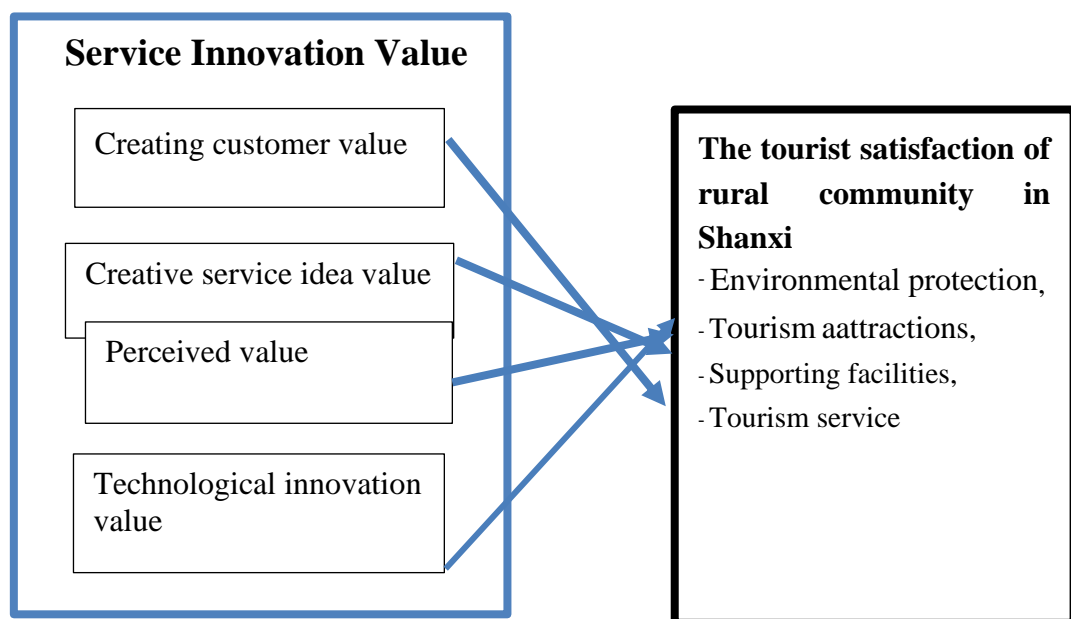 Service Innovation Value
Creating customer value
Creative service idea value
Perceived value
Technological innovation
value
The tourist satisfaction of
rural community in
Shanxi
- Environmental protection,
- Tourism aattractions,
- Supporting facilities,
- Tourism service